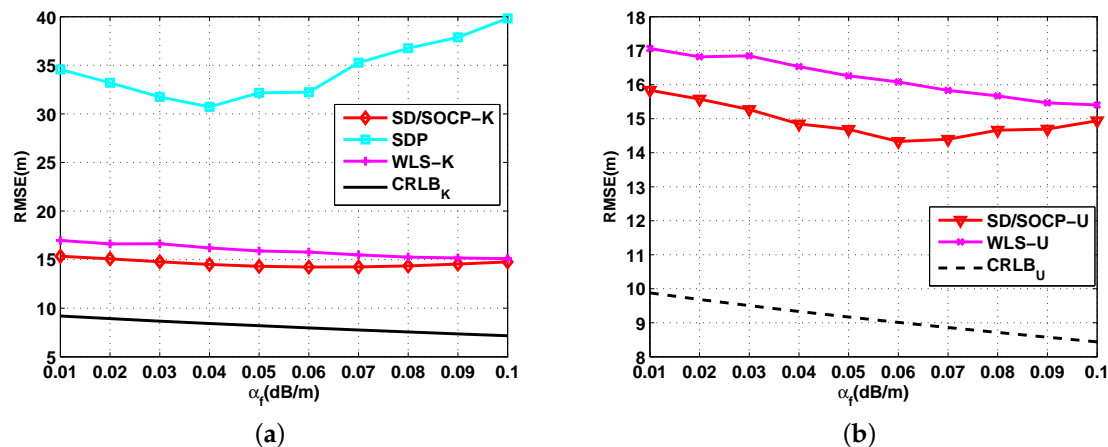 40
35
30
25
20
15
10
5
RMSE(m)
0.01 0.02 0.03 0.04 0.05 0.06 0.07 0.08 0.09 0.1
α_f(dB/m)
SD/SOCP−K
SDP
WLS−K
CRLB_K
(a)
18
17
16
15
14
13
12
11
10
9
8
RMSE(m)
0.01 0.02 0.03 0.04 0.05 0.06 0.07 0.08 0.09 0.1
α_f(dB/m)
SD/SOCP−U
WLS−U
CRLB_U
(b)